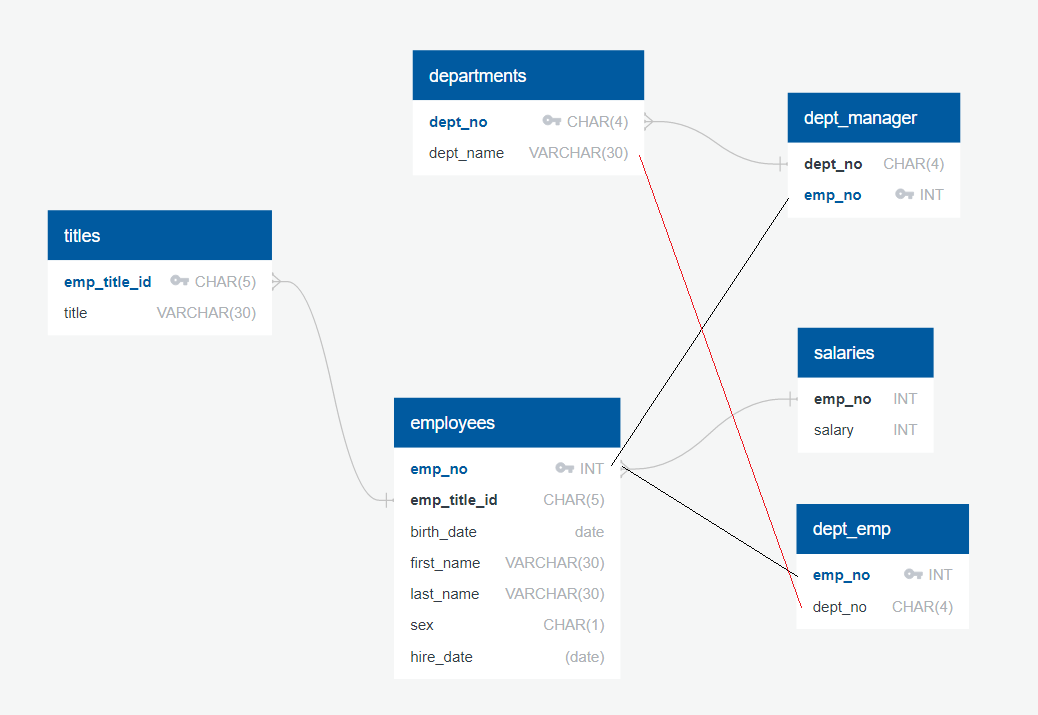 departments
dept_no CHAR(4)
dept_name VARCHAR(30)
dept_manager
dept_no CHAR(4)
emp_no INT
titles
emp_title_id CHAR(5)
title VARCHAR(30)
salaries
emp_no INT
salary INT
employees
emp_no INT
emp_title_id CHAR(5)
birth_date date
first_name VARCHAR(30)
last_name VARCHAR(30)
sex CHAR(1)
hire_date (date)
dept_emp
emp_no INT
dept_no CHAR(4)